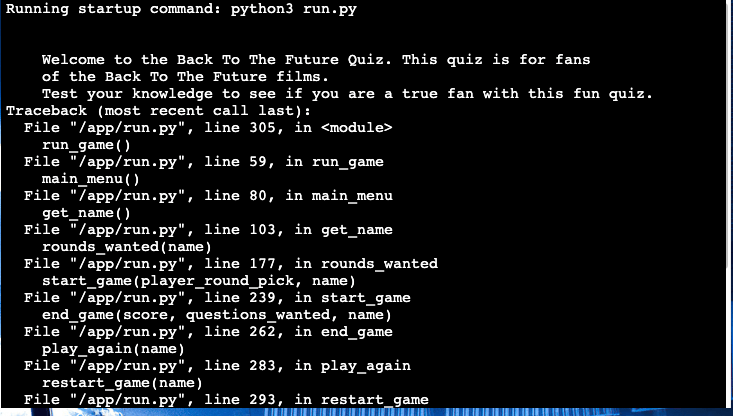 Running startup command: python3 run.py
Welcome to the Back To The Future Quiz. This quiz is for fans
of the Back To The Future films.
Test your knowledge to see if you are a true fan with this fun quiz.
Traceback (most recent call last):
File "/app/run.py", line 305, in <module>
run_game()
File "/app/run.py", line 59, in run_game
main_menu()
File "/app/run.py", line 80, in main_menu
get_name()
File "/app/run.py", line 103, in get_name
rounds_wanted(name)
File "/app/run.py", line 177, in rounds_wanted
start_game(player_round_pick, name)
File "/app/run.py", line 239, in start_game
end_game(score, questions_wanted, name)
File "/app/run.py", line 262, in end_game
play_again(name)
File "/app/run.py", line 283, in play_again
restart_game(name)
File "/app/run.py", line 293, in restart_game